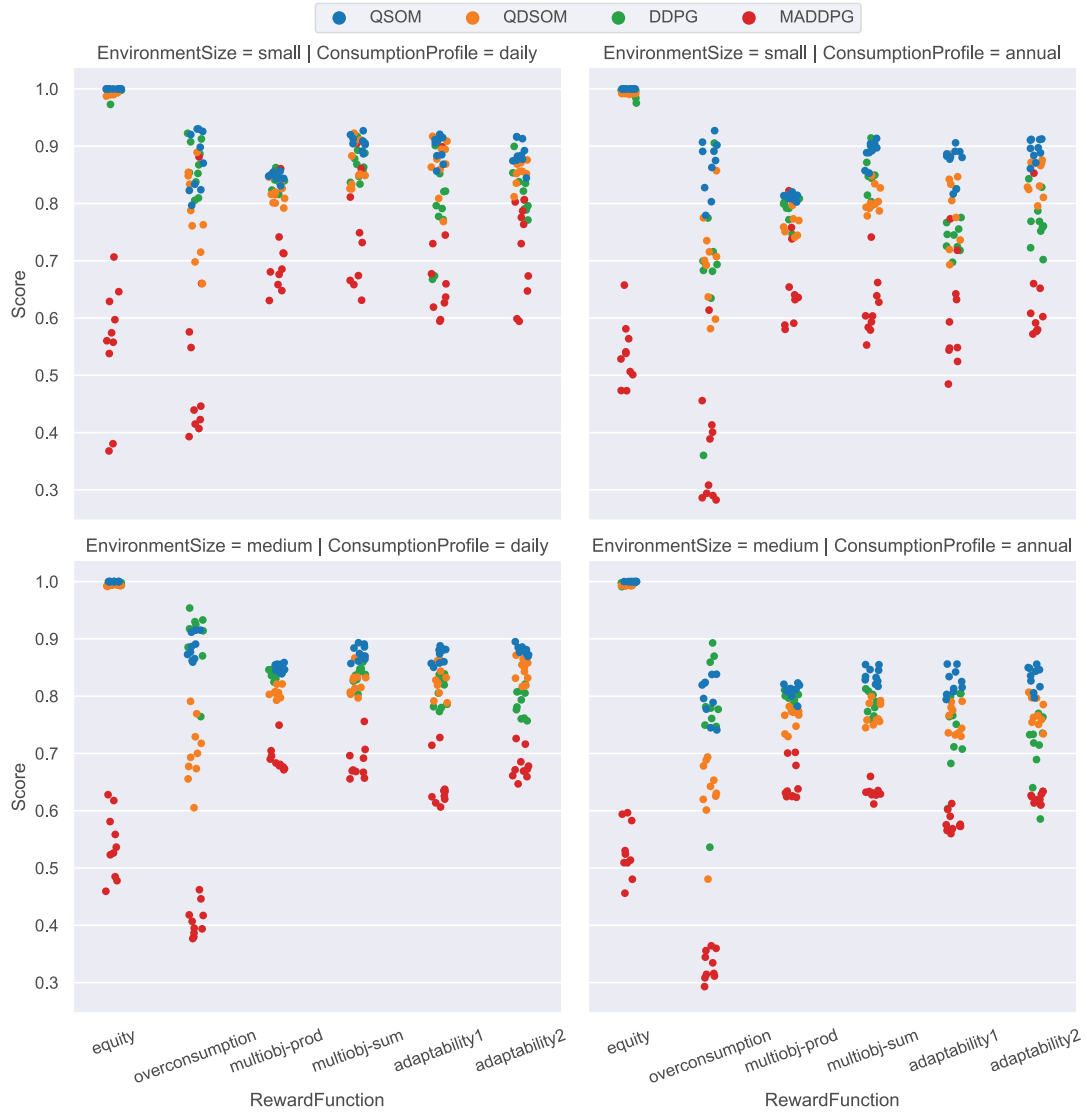 QSOM QDSOM DDPG MADDPG
EnvironmentSize = small | ConsumptionProfile = daily
EnvironmentSize = small | ConsumptionProfile = annual
1.0
0.9
0.8
0.7
0.6
0.5
0.4
0.3
Score
EnvironmentSize = medium | ConsumptionProfile = daily
EnvironmentSize = medium | ConsumptionProfile = annual
1.0
0.9
0.8
0.7
0.6
0.5
0.4
0.3
Score
equity overconsumption multiobj-prod multiobj-sum adaptability1 adaptability2
equity overconsumption multiobj-prod multiobj-sum adaptability1 adaptability2
RewardFunction
RewardFunction